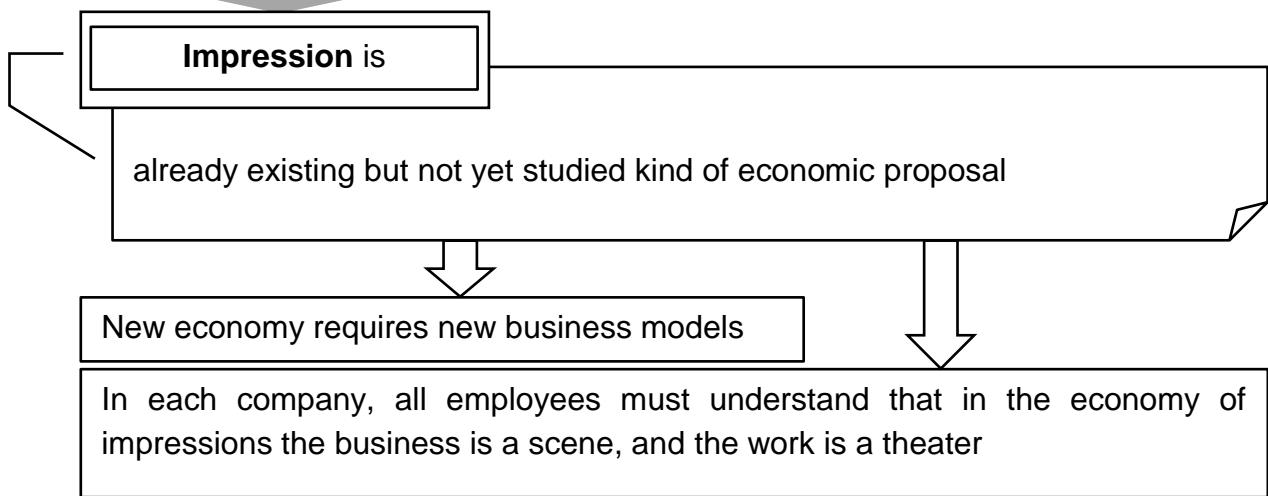 Impression is
already existing but not yet studied kind of economic proposal
New economy requires new business models
In each company, all employees must understand that in the economy of
impressions the business is a scene, and the work is a theater